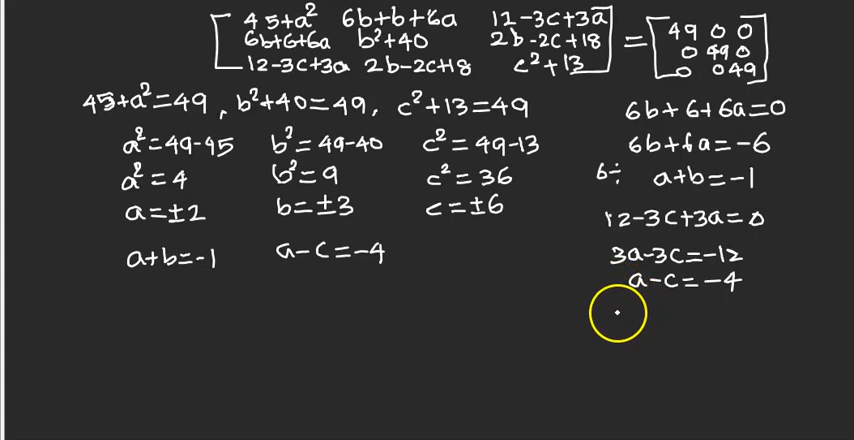 45+a² 6b+b+6a 12-3c+3a
6b+6+6a b²+40 2b-2c+18 = 49 0 0
0 49 0
12-3c+3a 2b-2c+18 c²+13 0 0 49
45+a²=49, b²+40=49, c²+13=49
a²=49-45 b²=49-40 c²=49-13
a²=4 b²=9 c²=36
a=±2 b=±3 c=±6
a+b=-1 a-c=-4
6b+6+6a=0
6b+6a=-6
6÷ a+b=-1
12-3c+3a=0
3a-3c=-12
a-c=-4